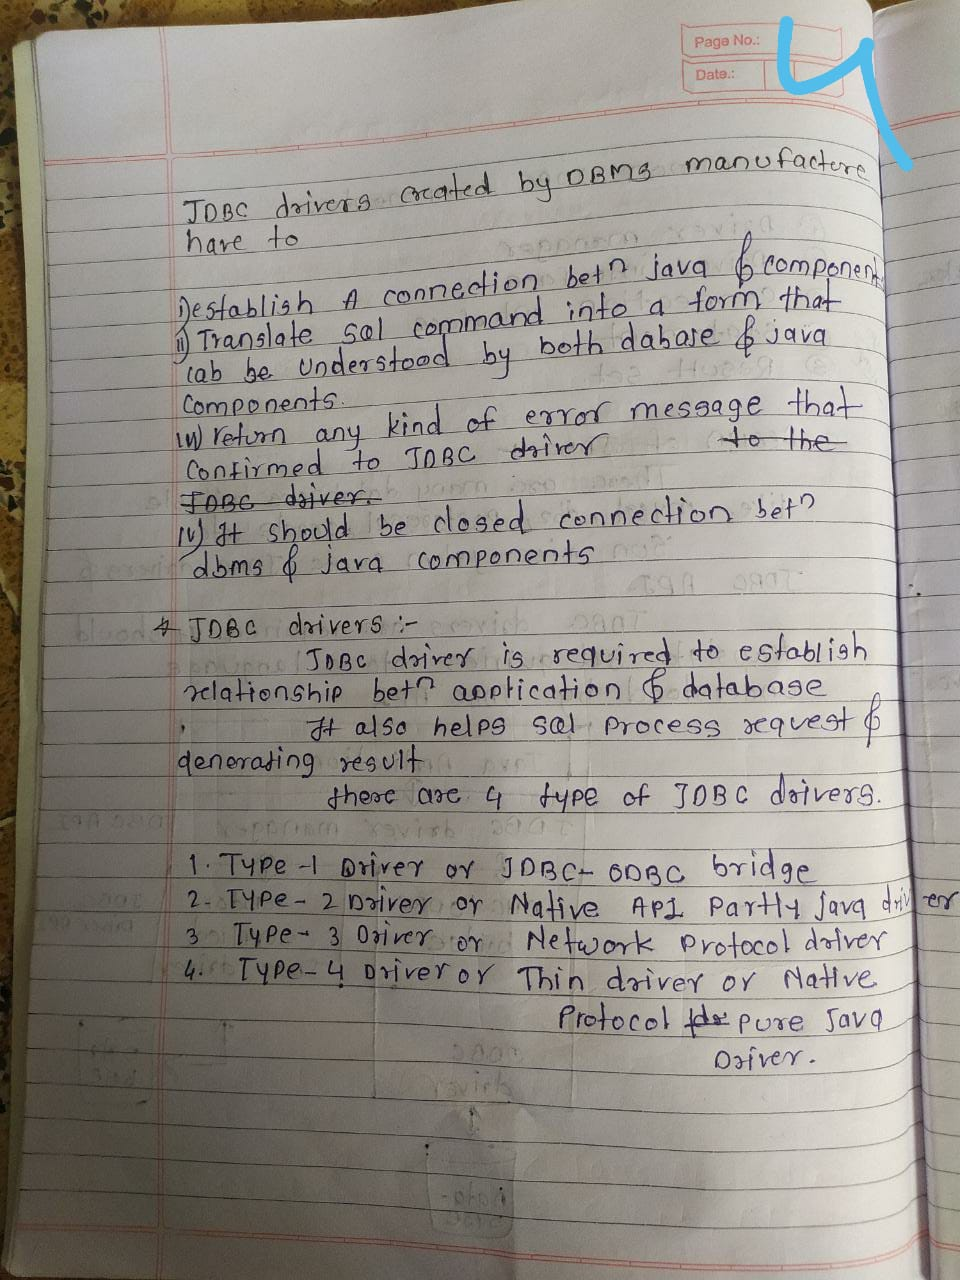 Page No.:
Date.:
4
JDBC drivers created by DBMS manufacture
have to
i) establish A connection betn java & component
ii) Translate sql command into a form that
cab be understood by both dabase & java
components.
iii) return any kind of error message that
confirmed to JDBC driver to the
JDBC driver.
iv) It should be closed connection betn
dbms & java components
* JDBC drivers :-
JDBC driver is required to establish
relationship betn application & database
It also helps sql process request &
generating result
there are 4 type of JDBC drivers.
1. Type -1 Driver or JDBC- ODBC bridge
2. Type - 2 Driver or Native API Partly java driver
3 Type - 3 Driver or Network Protocol driver
4. Type - 4 Driver or Thin driver or Native
Protocol pure Java
Driver.